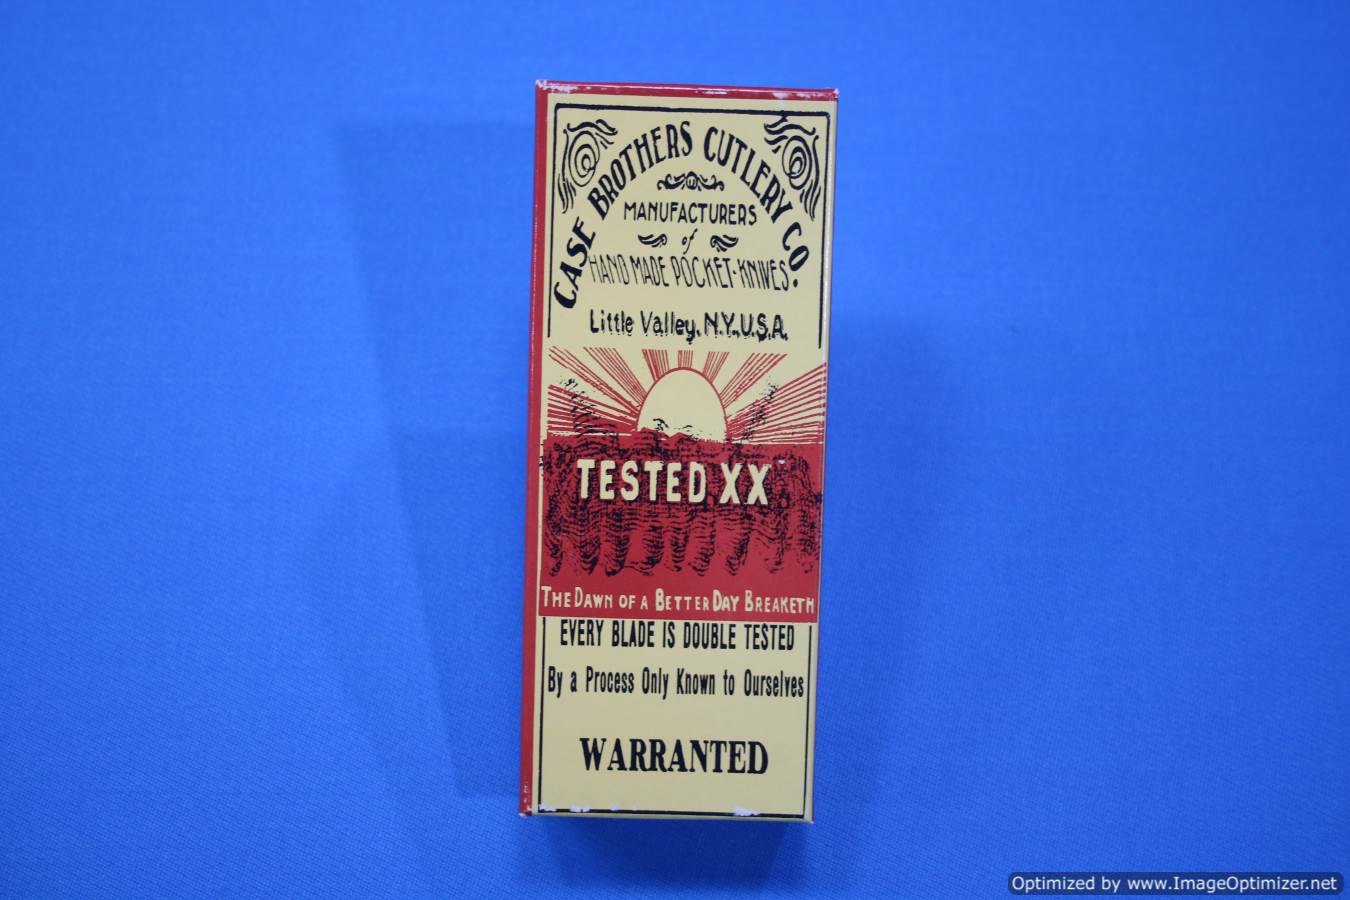 CASE BROTHERS CUTLERY CO.
MANUFACTURERS
of
HAND MADE POCKET-KNIVES.
Little Valley, N.Y.U.S.A.
TESTED XX
THE DAWN OF A BETTER DAY BREAKETH
EVERY BLADE IS DOUBLE TESTED
By a Process Only Known to Ourselves
WARRANTED
Optimized by www.ImageOptimizer.net